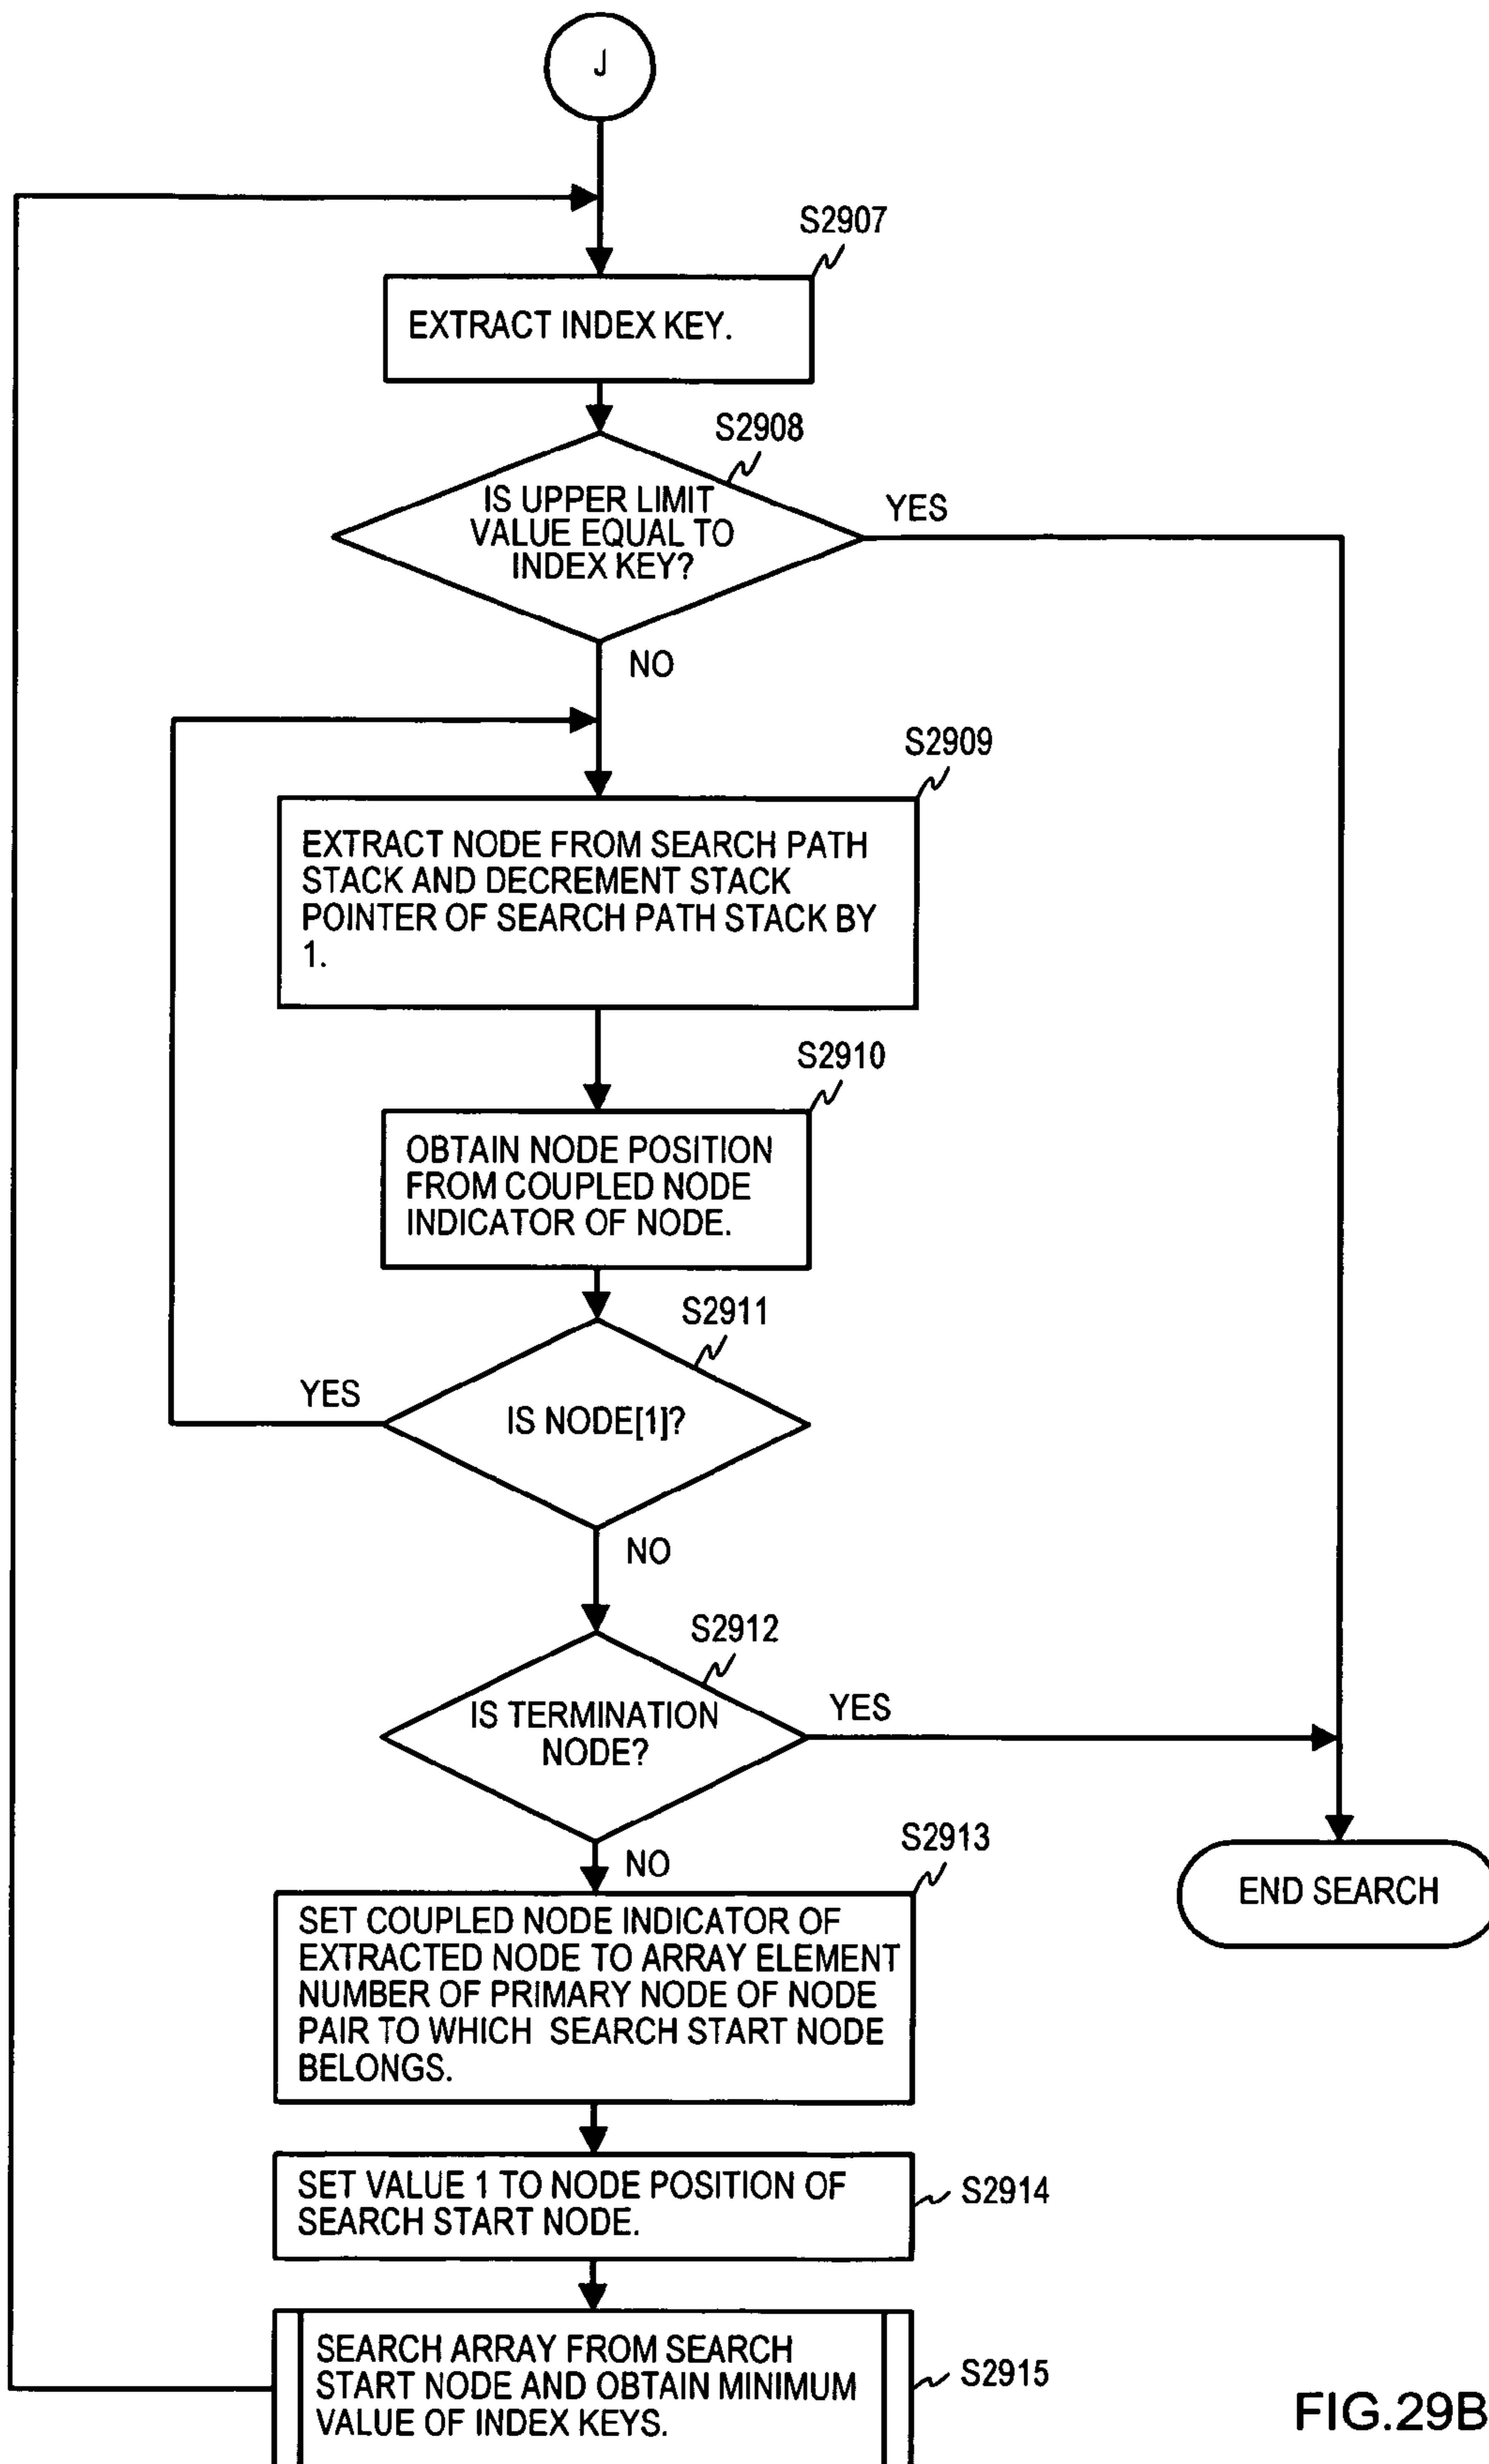 J
S2907
EXTRACT INDEX KEY.
S2908
IS UPPER LIMIT
VALUE EQUAL TO
INDEX KEY?
YES
NO
S2909
EXTRACT NODE FROM SEARCH PATH
STACK AND DECREMENT STACK
POINTER OF SEARCH PATH STACK BY
1.
S2910
OBTAIN NODE POSITION
FROM COUPLED NODE
INDICATOR OF NODE.
S2911
YES
IS NODE[1]?
NO
S2912
IS TERMINATION
NODE?
YES
NO
S2913
SET COUPLED NODE INDICATOR OF
EXTRACTED NODE TO ARRAY ELEMENT
NUMBER OF PRIMARY NODE OF NODE
PAIR TO WHICH SEARCH START NODE
BELONGS.
END SEARCH
SET VALUE 1 TO NODE POSITION OF
SEARCH START NODE.
S2914
SEARCH ARRAY FROM SEARCH
START NODE AND OBTAIN MINIMUM
VALUE OF INDEX KEYS.
S2915
FIG.29B